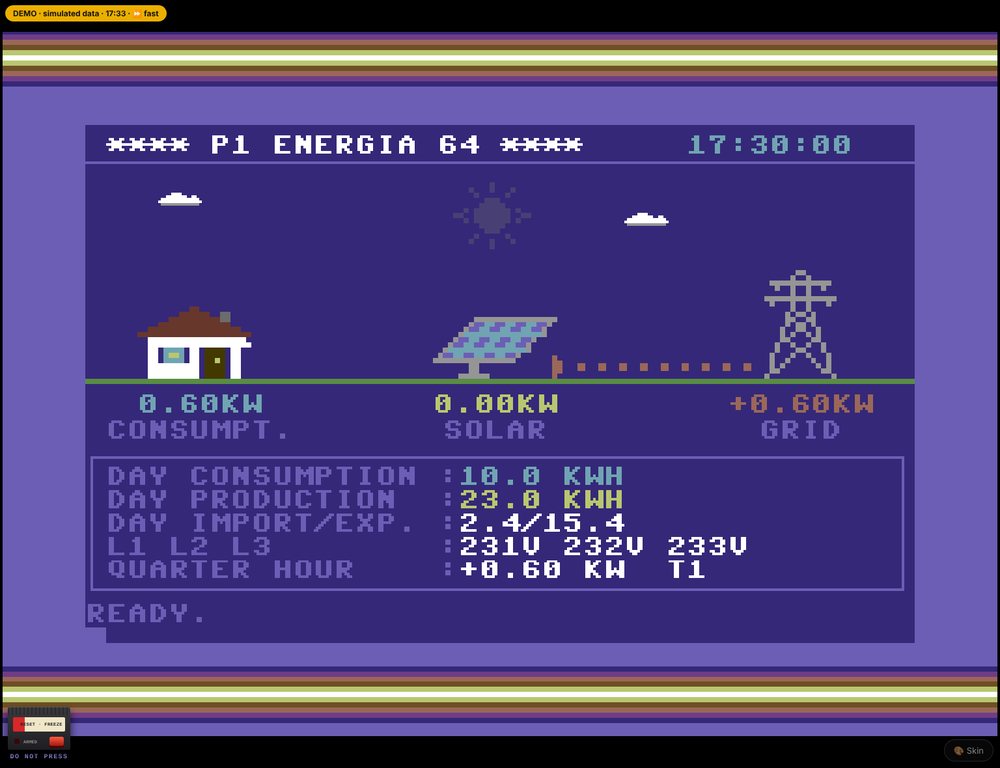 DEMO · simulated data · 17:33 · ⏩ fast
**** P1 ENERGIA 64 **** 17:30:00
0.60KW 0.00KW +0.60KW
CONSUMPT. SOLAR GRID
DAY CONSUMPTION :10.0 KWH
DAY PRODUCTION :23.0 KWH
DAY IMPORT/EXP. :2.4/15.4
L1 L2 L3 :231V 232V 233V
QUARTER HOUR :+0.60 KW T1
READY.
RESET - FREEZE
ARMED
DO NOT PRESS
🎨 Skin